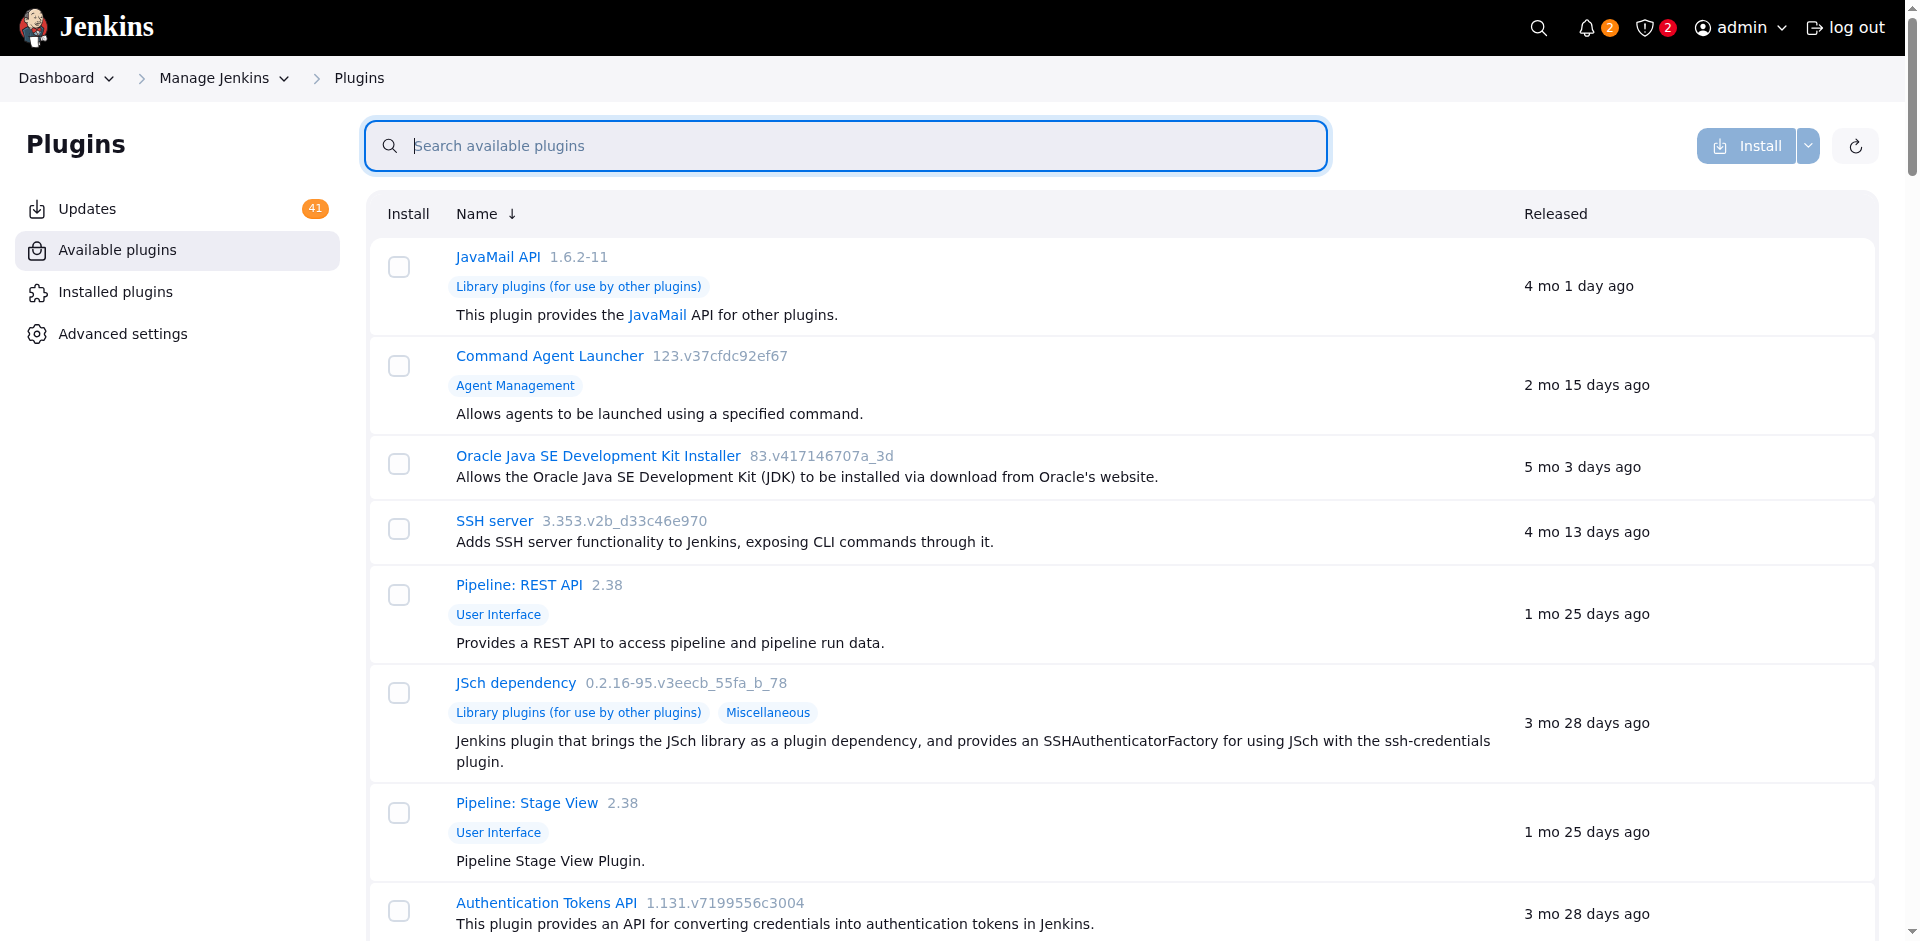 Jenkins
2
2
admin
log out
Dashboard
Manage Jenkins
Plugins
Plugins
Search available plugins
Install
Updates
41
Available plugins
Installed plugins
Advanced settings
Install
Name ↓
Released
JavaMail API 1.6.2-11
Library plugins (for use by other plugins)
This plugin provides the JavaMail API for other plugins.
4 mo 1 day ago
Command Agent Launcher 123.v37cfdc92ef67
Agent Management
Allows agents to be launched using a specified command.
2 mo 15 days ago
Oracle Java SE Development Kit Installer 83.v417146707a_3d
Allows the Oracle Java SE Development Kit (JDK) to be installed via download from Oracle's website.
5 mo 3 days ago
SSH server 3.353.v2b_d33c46e970
Adds SSH server functionality to Jenkins, exposing CLI commands through it.
4 mo 13 days ago
Pipeline: REST API 2.38
User Interface
Provides a REST API to access pipeline and pipeline run data.
1 mo 25 days ago
JSch dependency 0.2.16-95.v3eecb_55fa_b_78
Library plugins (for use by other plugins) Miscellaneous
Jenkins plugin that brings the JSch library as a plugin dependency, and provides an SSHAuthenticatorFactory for using JSch with the ssh-credentials
plugin.
3 mo 28 days ago
Pipeline: Stage View 2.38
User Interface
Pipeline Stage View Plugin.
1 mo 25 days ago
Authentication Tokens API 1.131.v7199556c3004
This plugin provides an API for converting credentials into authentication tokens in Jenkins.
3 mo 28 days ago